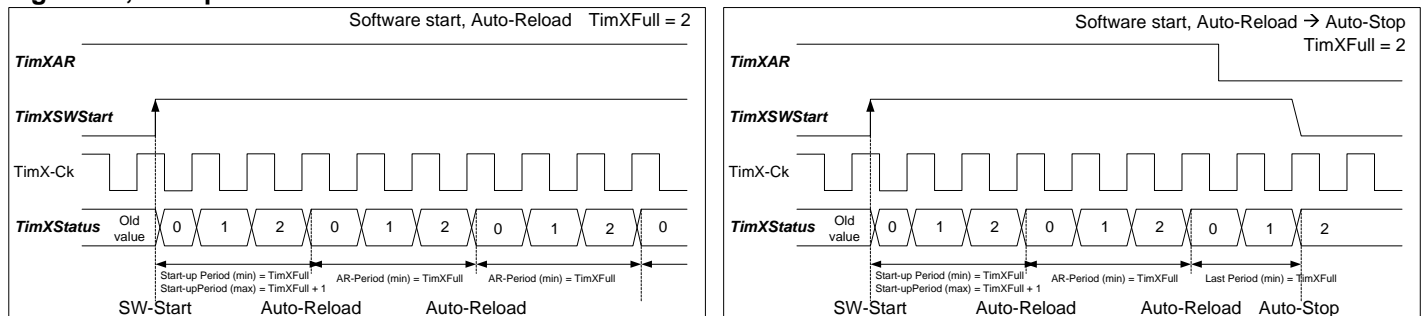 Software start, Auto-Reload TimXFull = 2
TimXAR
TimXSWStart
TimX-Ck
TimXStatus
Old
value
0 1 2 0 1 2 0 1 2 0
Start-up Period (min) = TimXFull
Start-upPeriod (max) = TimXFull + 1
AR-Period (min) = TimXFull
AR-Period (min) = TimXFull
SW-Start Auto-Reload Auto-Reload
Software start, Auto-Reload → Auto-Stop
TimXFull = 2
TimXAR
TimXSWStart
TimX-Ck
TimXStatus
Old
value
0 1 2 0 1 2 0 1 2
Start-up Period (min) = TimXFull
Start-upPeriod (max) = TimXFull + 1
AR-Period (min) = TimXFull
Last Period (min) = TimXFull
SW-Start Auto-Reload Auto-Reload Auto-Stop